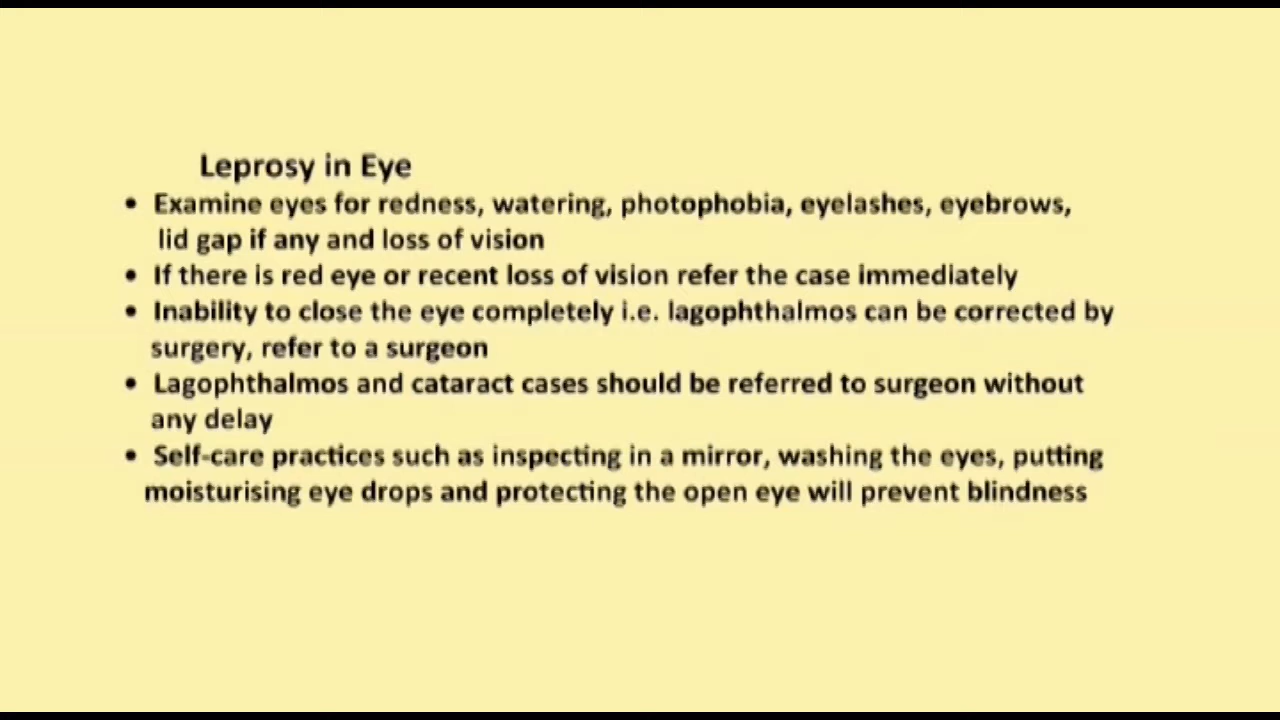 Leprosy in Eye
• Examine eyes for redness, watering, photophobia, eyelashes, eyebrows,
lid gap if any and loss of vision
• If there is red eye or recent loss of vision refer the case immediately
• Inability to close the eye completely i.e. lagophthalmos can be corrected by
surgery, refer to a surgeon
• Lagophthalmos and cataract cases should be referred to surgeon without
any delay
• Self-care practices such as inspecting in a mirror, washing the eyes, putting
moisturising eye drops and protecting the open eye will prevent blindness